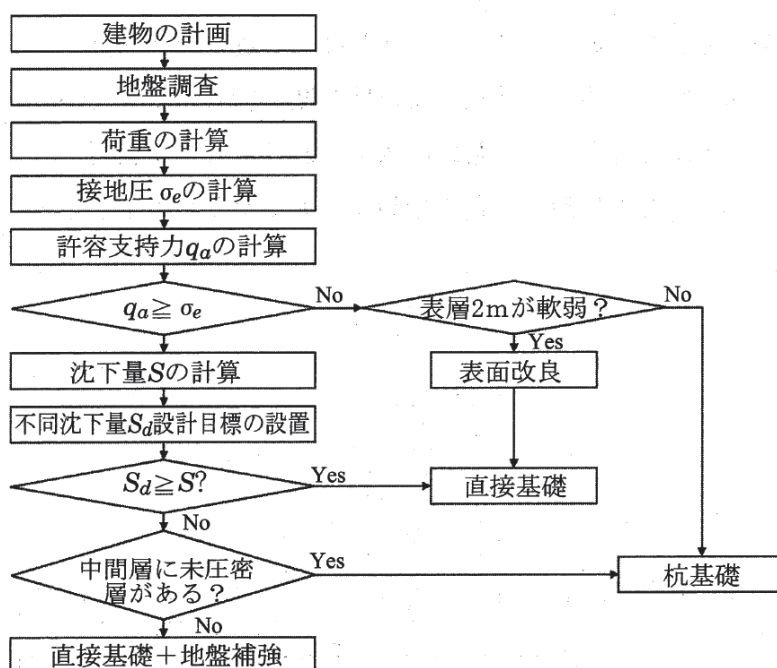 建物の計画
地盤調査
荷重の計算
接地圧σeの計算
許容支持力qaの計算
qa≧σe
No
表層2mが軟弱？
No
Yes
沈下量Sの計算
表面改良
不同沈下量Sd設計目標の設置
Sd≧S?
Yes
直接基礎
No
中間層に未圧密
層がある？
Yes
杭基礎
No
直接基礎＋地盤補強